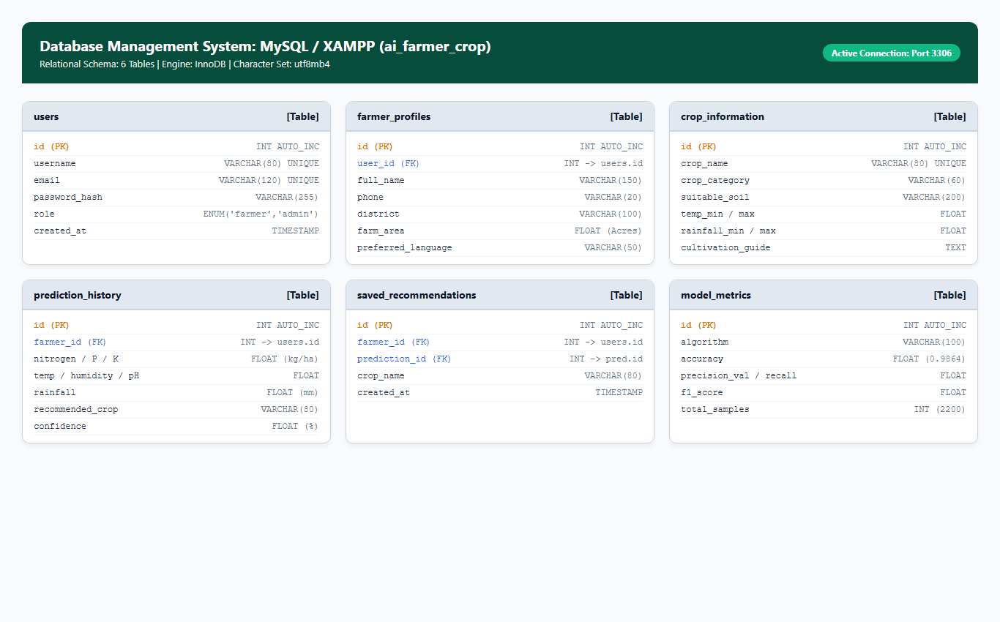 Database Management System: MySQL / XAMPP (ai_farmer_crop)
Relational Schema: 6 Tables | Engine: InnoDB | Character Set: utf8mb4
Active Connection: Port 3306
users [Table]
id (PK) INT AUTO_INC
username VARCHAR(80) UNIQUE
email VARCHAR(120) UNIQUE
password_hash VARCHAR(255)
role ENUM('farmer','admin')
created_at TIMESTAMP
farmer_profiles [Table]
id (PK) INT AUTO_INC
user_id (FK) INT -> users.id
full_name VARCHAR(150)
phone VARCHAR(20)
district VARCHAR(100)
farm_area FLOAT (Acres)
preferred_language VARCHAR(50)
crop_information [Table]
id (PK) INT AUTO_INC
crop_name VARCHAR(80) UNIQUE
crop_category VARCHAR(60)
suitable_soil VARCHAR(200)
temp_min / max FLOAT
rainfall_min / max FLOAT
cultivation_guide TEXT
prediction_history [Table]
id (PK) INT AUTO_INC
farmer_id (FK) INT -> users.id
nitrogen / P / K FLOAT (kg/ha)
temp / humidity / pH FLOAT
rainfall FLOAT (mm)
recommended_crop VARCHAR(80)
confidence FLOAT (%)
saved_recommendations [Table]
id (PK) INT AUTO_INC
farmer_id (FK) INT -> users.id
prediction_id (FK) INT -> pred.id
crop_name VARCHAR(80)
created_at TIMESTAMP
model_metrics [Table]
id (PK) INT AUTO_INC
algorithm VARCHAR(100)
accuracy FLOAT (0.9864)
precision_val / recall FLOAT
f1_score FLOAT
total_samples INT (2200)